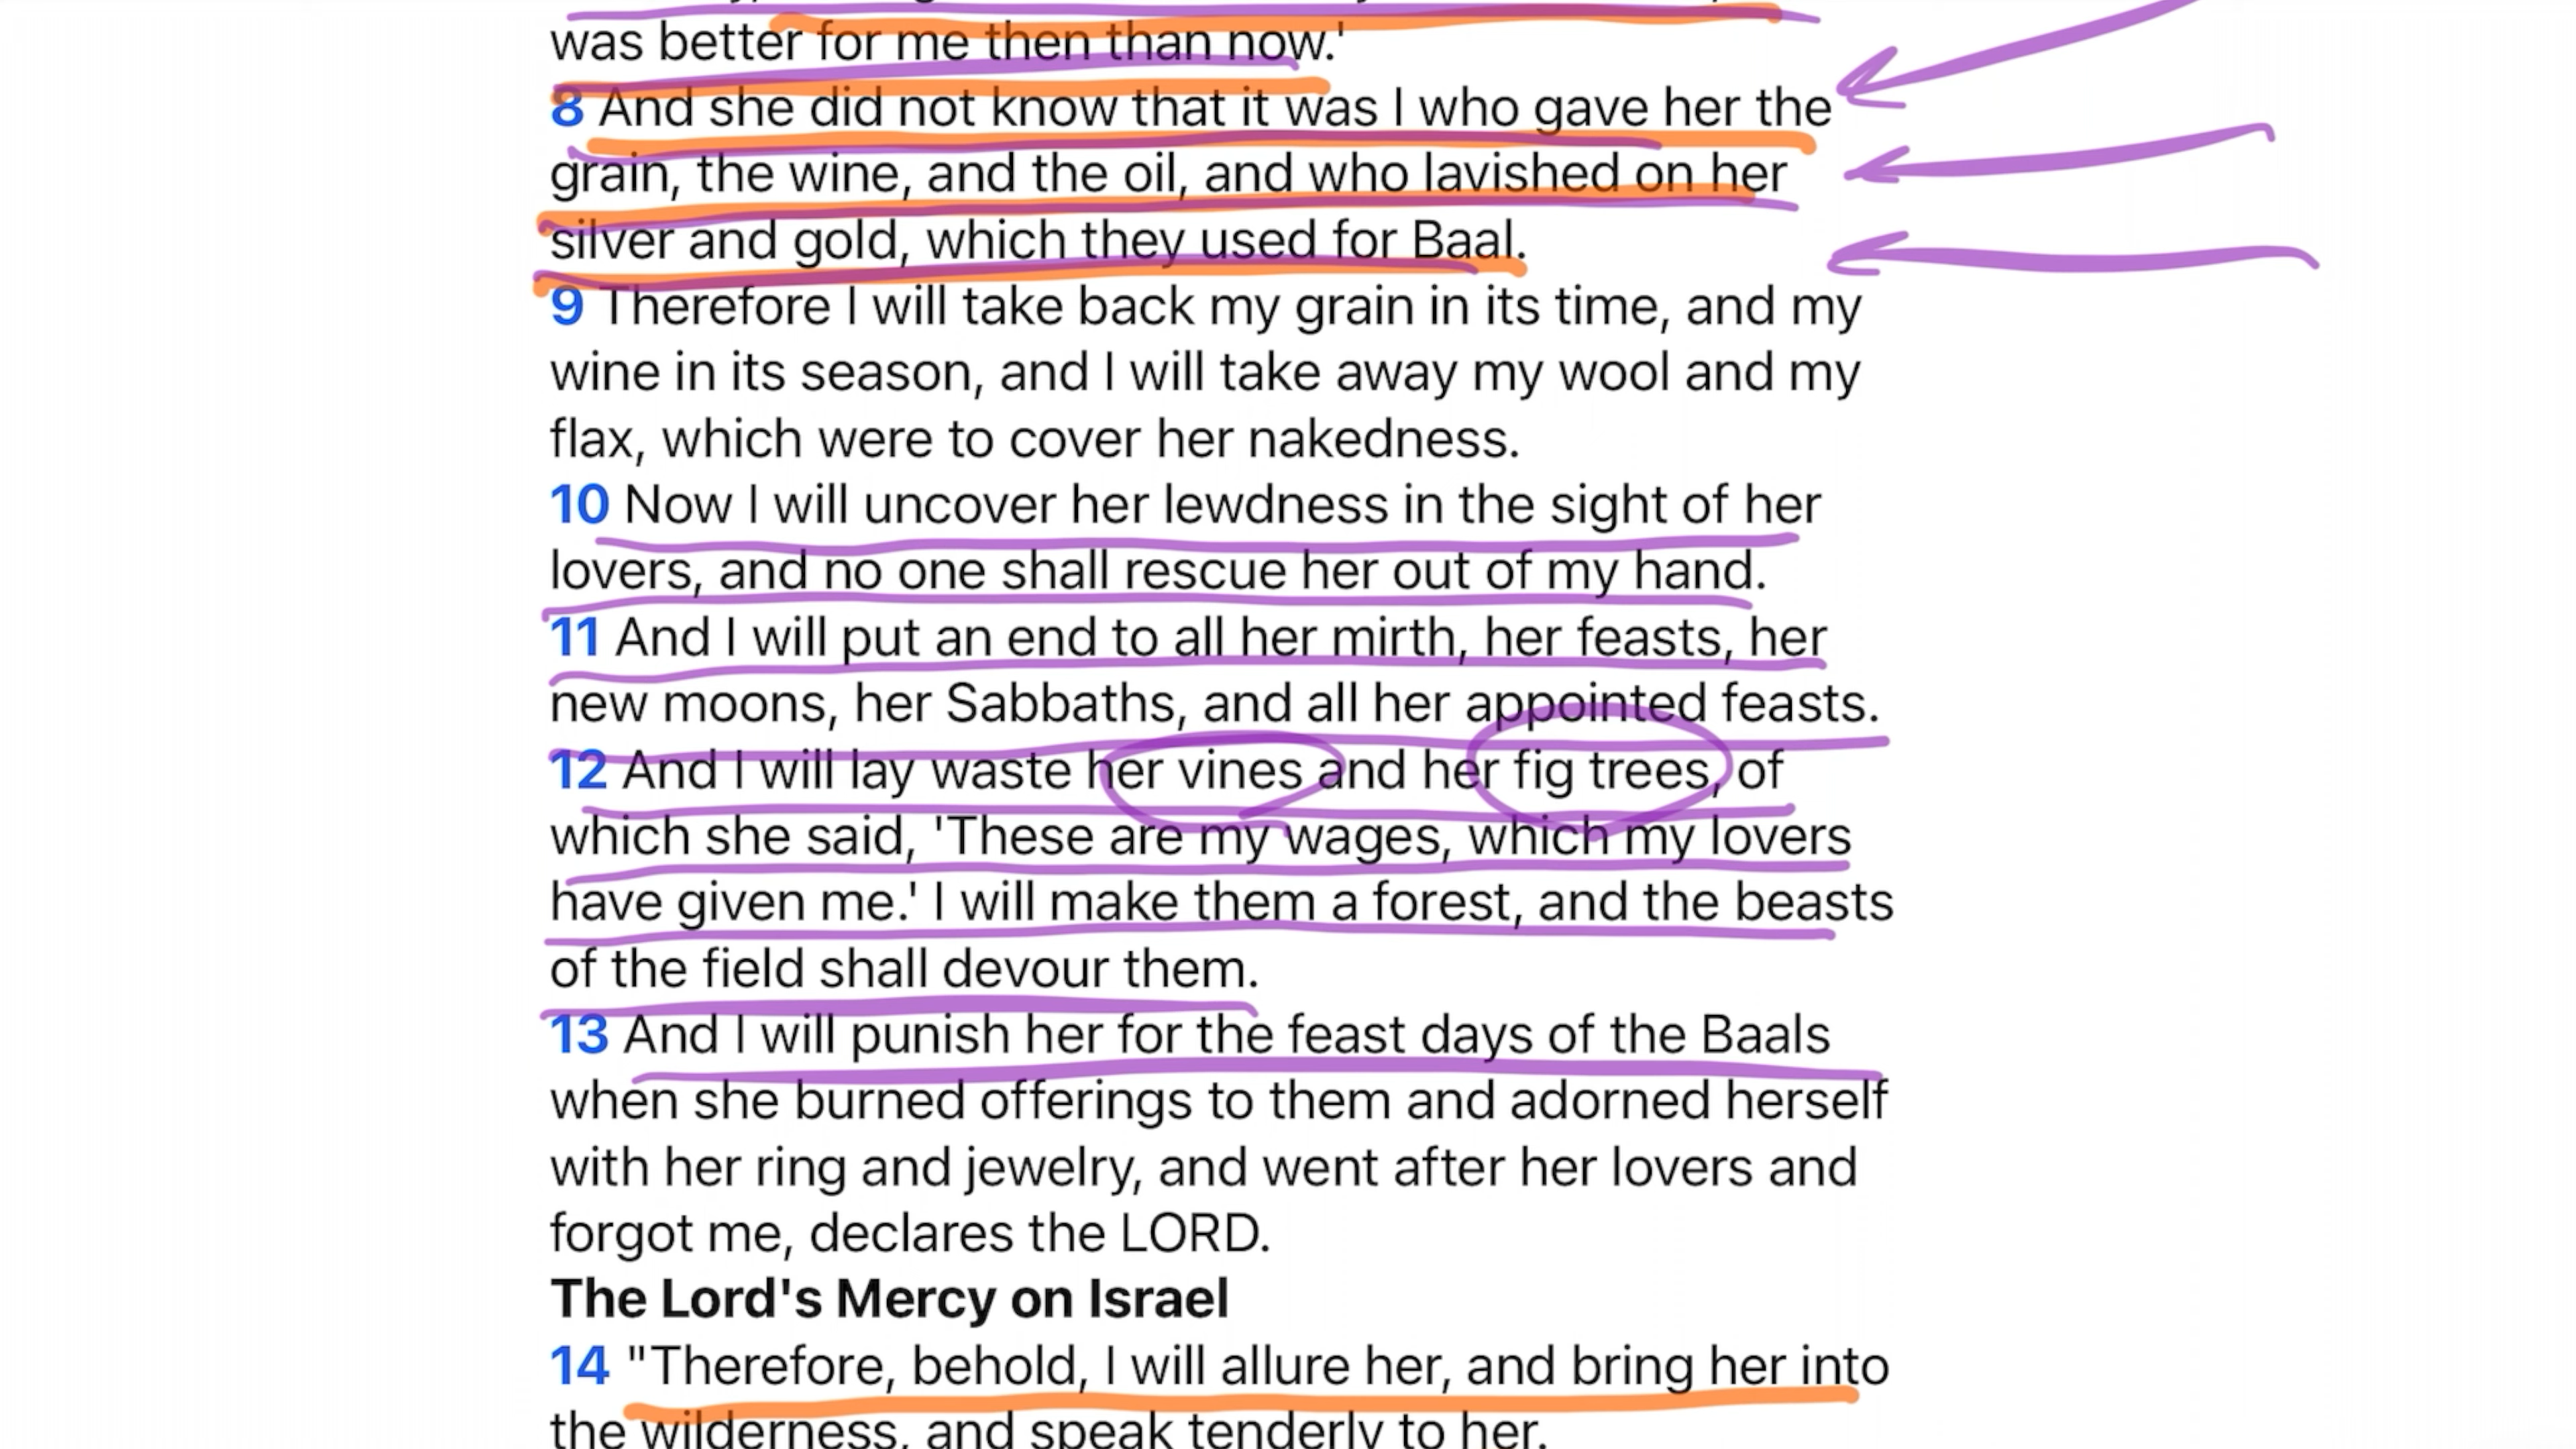 was better for me then than now.'
8 And she did not know that it was I who gave her the
grain, the wine, and the oil, and who lavished on her
silver and gold, which they used for Baal.
9 Therefore I will take back my grain in its time, and my
wine in its season, and I will take away my wool and my
flax, which were to cover her nakedness.
10 Now I will uncover her lewdness in the sight of her
lovers, and no one shall rescue her out of my hand.
11 And I will put an end to all her mirth, her feasts, her
new moons, her Sabbaths, and all her appointed feasts.
12 And I will lay waste her vines and her fig trees, of
which she said, 'These are my wages, which my lovers
have given me.' I will make them a forest, and the beasts
of the field shall devour them.
13 And I will punish her for the feast days of the Baals
when she burned offerings to them and adorned herself
with her ring and jewelry, and went after her lovers and
forgot me, declares the LORD.
The Lord's Mercy on Israel
14 "Therefore, behold, I will allure her, and bring her into
the wilderness, and speak tenderly to her.